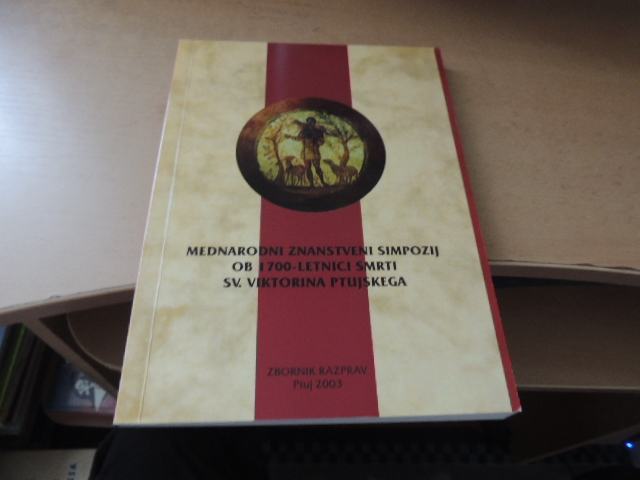 MEDNARODNI ZNANSTVENI SIMPOZIJ
OB 1700-LETNICI SMRTI
SV. VIKTORINA PTUJSKEGA
ZBORNIK RAZPRAV
Ptuj 2003